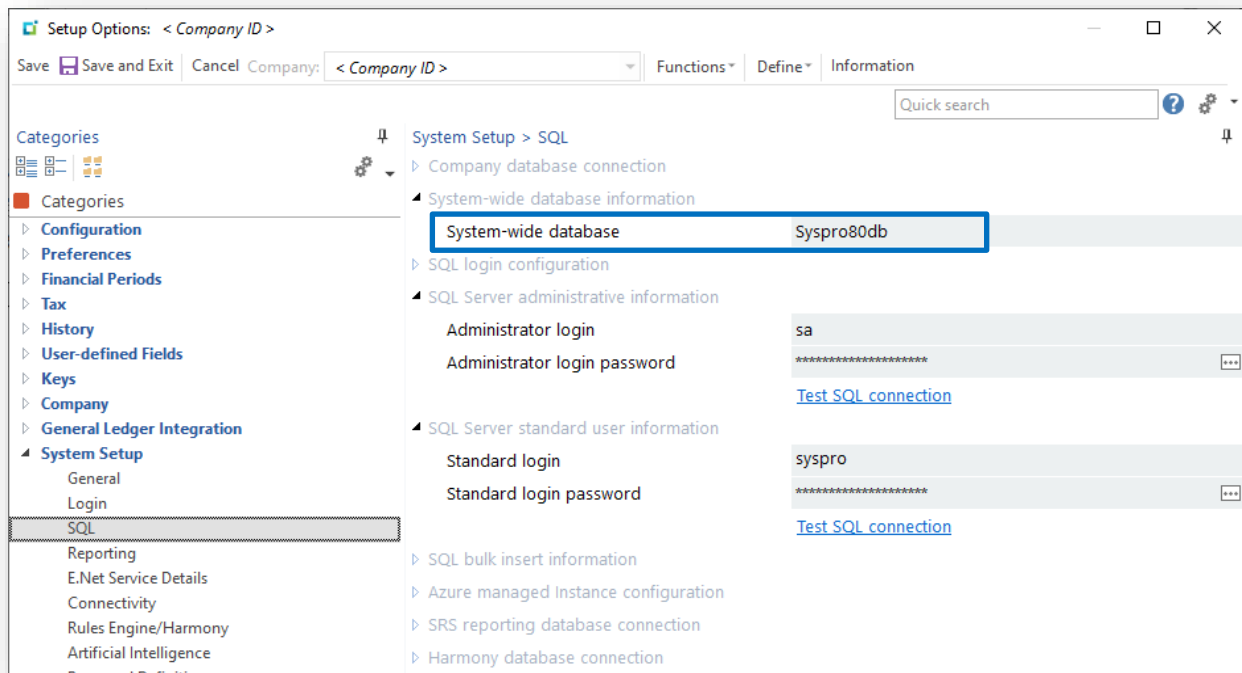 Setup Options: < Company ID >
Save Save and Exit Cancel Company: < Company ID > Functions Define Information
Quick search
Categories
Categories
Configuration
Preferences
Financial Periods
Tax
History
User-defined Fields
Keys
Company
General Ledger Integration
System Setup
General
Login
SQL
Reporting
E.Net Service Details
Connectivity
Rules Engine/Harmony
Artificial Intelligence
System Setup > SQL
Company database connection
System-wide database information
System-wide database Syspro80db
SQL login configuration
SQL Server administrative information
Administrator login sa
Administrator login password ********************
Test SQL connection
SQL Server standard user information
Standard login syspro
Standard login password ********************
Test SQL connection
SQL bulk insert information
Azure managed Instance configuration
SRS reporting database connection
Harmony database connection